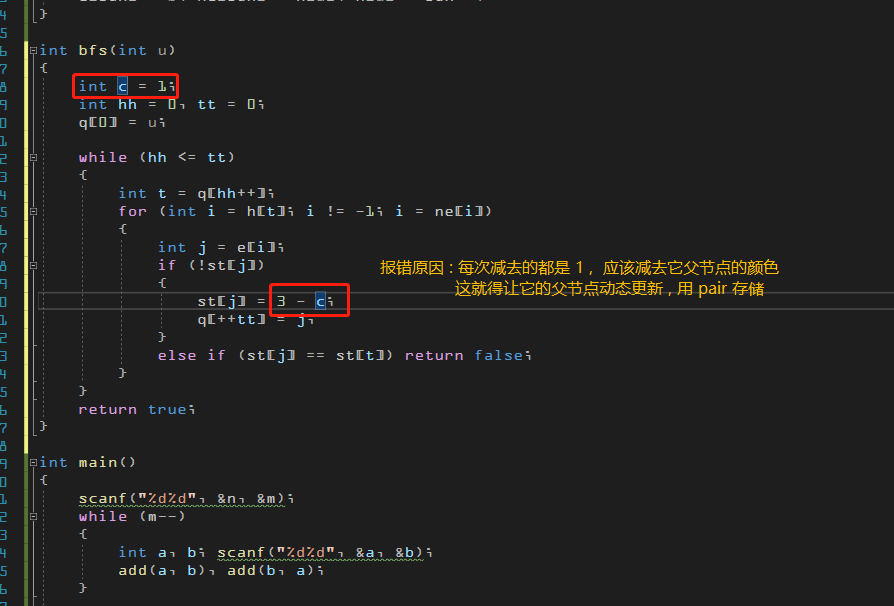 }
int bfs(int u)
{
int c = 1;
int hh = 0, tt = 0;
q[0] = u;
while (hh <= tt)
{
int t = q[hh++];
for (int i = h[t]; i != -1; i = ne[i])
{
int j = e[i];
if (!st[j])
{
st[j] = 3 - c;
q[++tt] = j;
}
else if (st[j] == st[t]) return false;
}
}
return true;
}
报错原因 : 每次减去的都是 1 , 应该减去它父节点的颜色
这就得让它的父节点动态更新 , 用 pair 存储
int main()
{
scanf("%d%d", &n, &m);
while (m--)
{
int a, b; scanf("%d%d", &a, &b);
add(a, b), add(b, a);
}